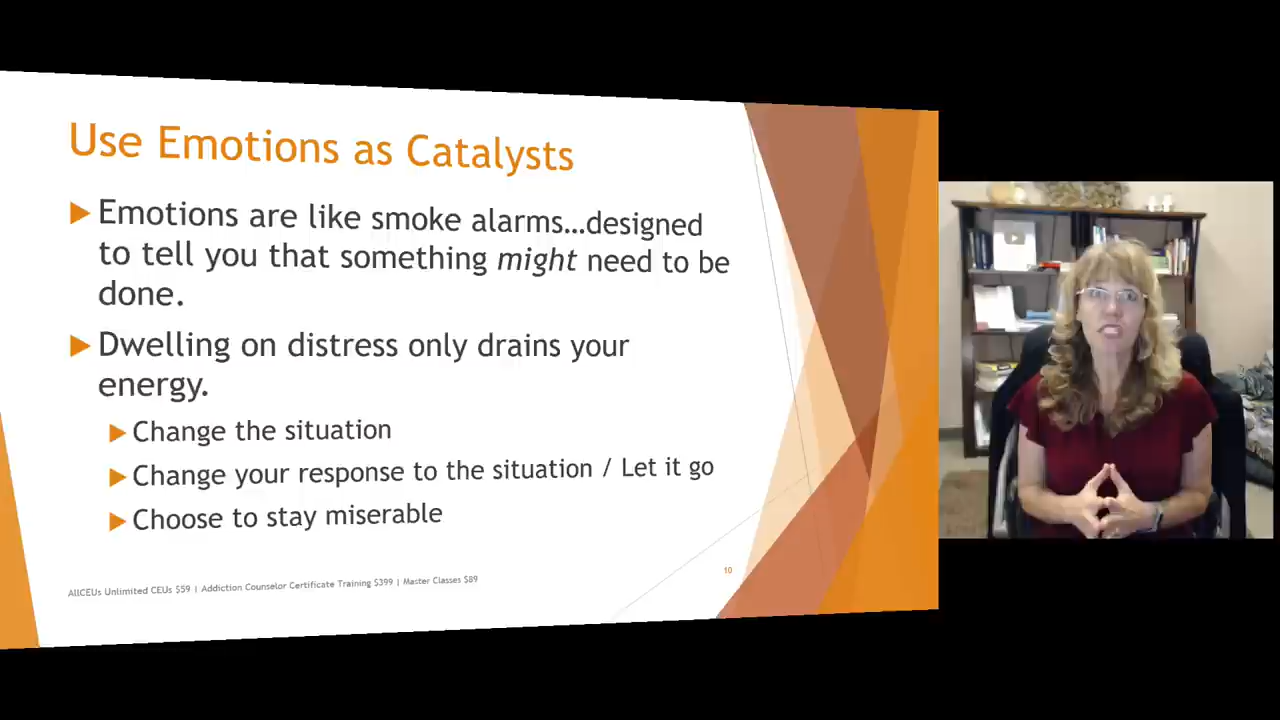 Use Emotions as Catalysts
Emotions are like smoke alarms…designed
to tell you that something might need to be
done.
Dwelling on distress only drains your
energy.
Change the situation
Change your response to the situation / Let it go
Choose to stay miserable
AllCEUs Unlimited CEUs $59 | Addiction Counselor Certificate Training $399 | Master Classes $89
10